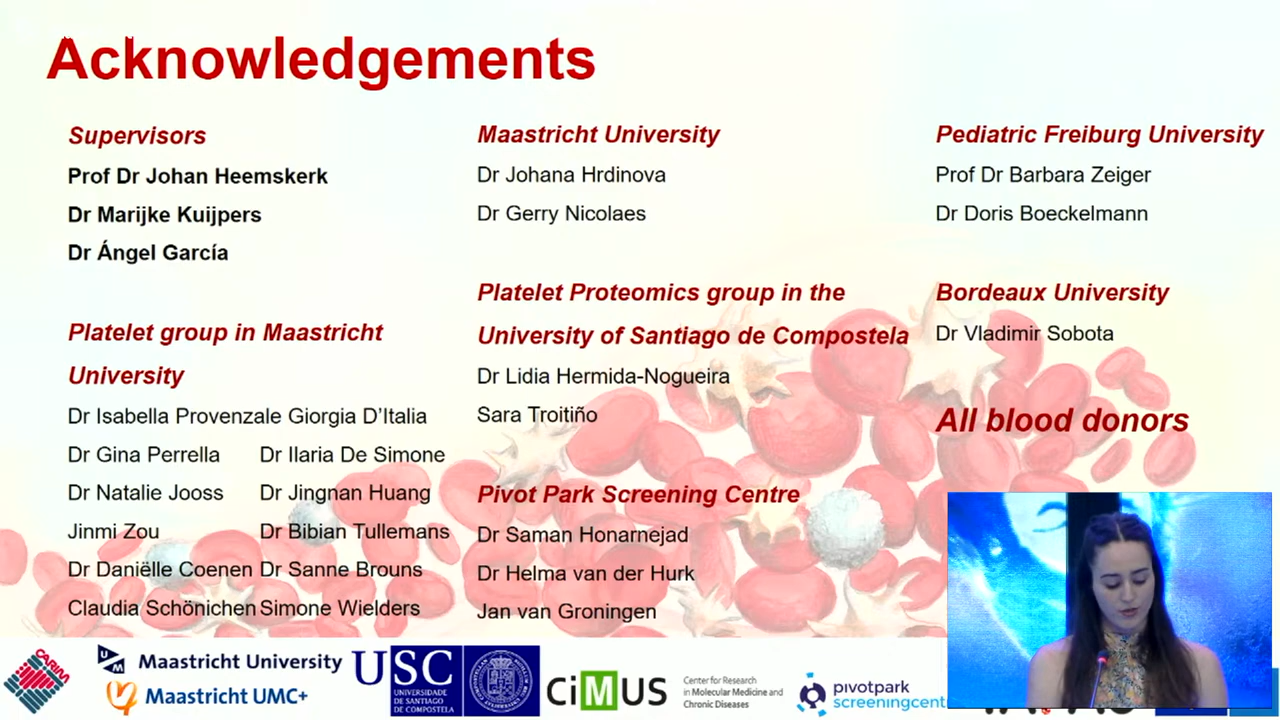 Acknowledgements
Supervisors
Prof Dr Johan Heemskerk
Dr Marijke Kuijpers
Dr Ángel García
Platelet group in Maastricht
University
Dr Isabella Provenzale Giorgia D'Italia
Dr Gina Perrella Dr Ilaria De Simone
Dr Natalie Jooss Dr Jingnan Huang
Jinmi Zou Dr Bibian Tullemans
Dr Daniëlle Coenen Dr Sanne Brouns
Claudia Schönichen Simone Wielders
Maastricht University
Dr Johana Hrdinova
Dr Gerry Nicolaes
Platelet Proteomics group in the
University of Santiago de Compostela
Dr Lidia Hermida-Nogueira
Sara Troitiño
Pivot Park Screening Centre
Dr Saman Honarnejad
Dr Helma van der Hurk
Jan van Groningen
Pediatric Freiburg University
Prof Dr Barbara Zeiger
Dr Doris Boeckelmann
Bordeaux University
Dr Vladimir Sobota
All blood donors
CARIM
UM
Maastricht University
Maastricht UMC+
USC
UNIVERSIDADE
DE SANTIAGO
DE COMPOSTELA
CiMUS
Center for Research
in Molecular Medicine and
Chronic Diseases
pivotpark
screeningcent